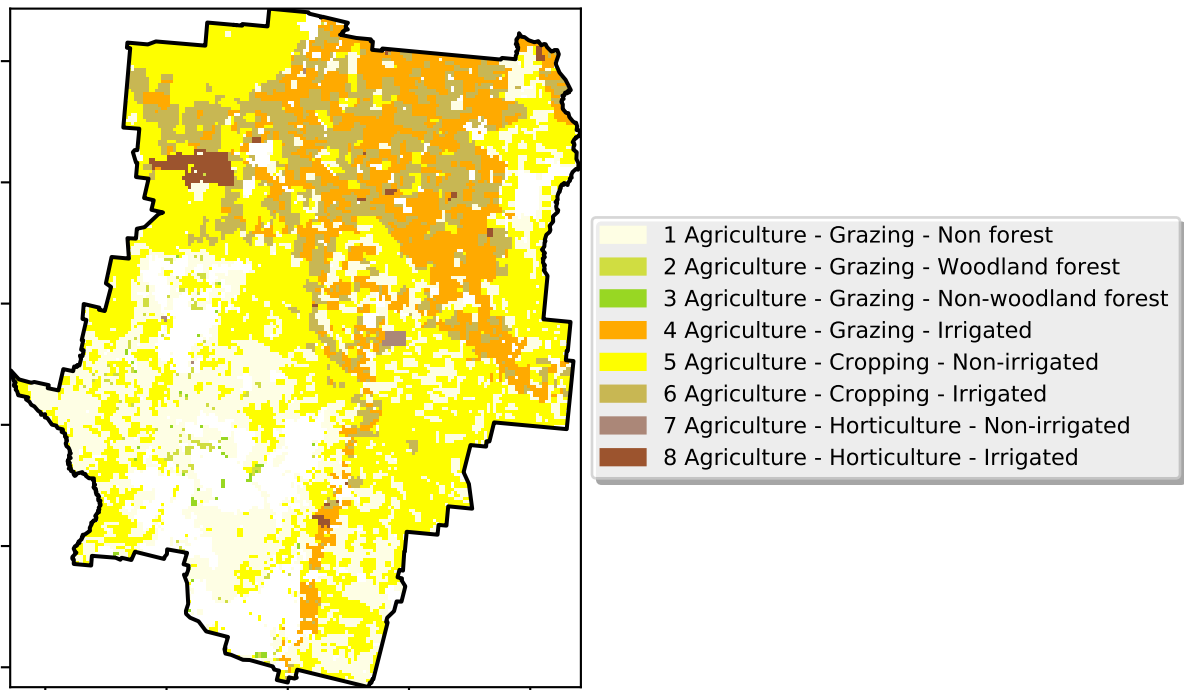 1 Agriculture - Grazing - Non forest
2 Agriculture - Grazing - Woodland forest
3 Agriculture - Grazing - Non-woodland forest
4 Agriculture - Grazing - Irrigated
5 Agriculture - Cropping - Non-irrigated
6 Agriculture - Cropping - Irrigated
7 Agriculture - Horticulture - Non-irrigated
8 Agriculture - Horticulture - Irrigated